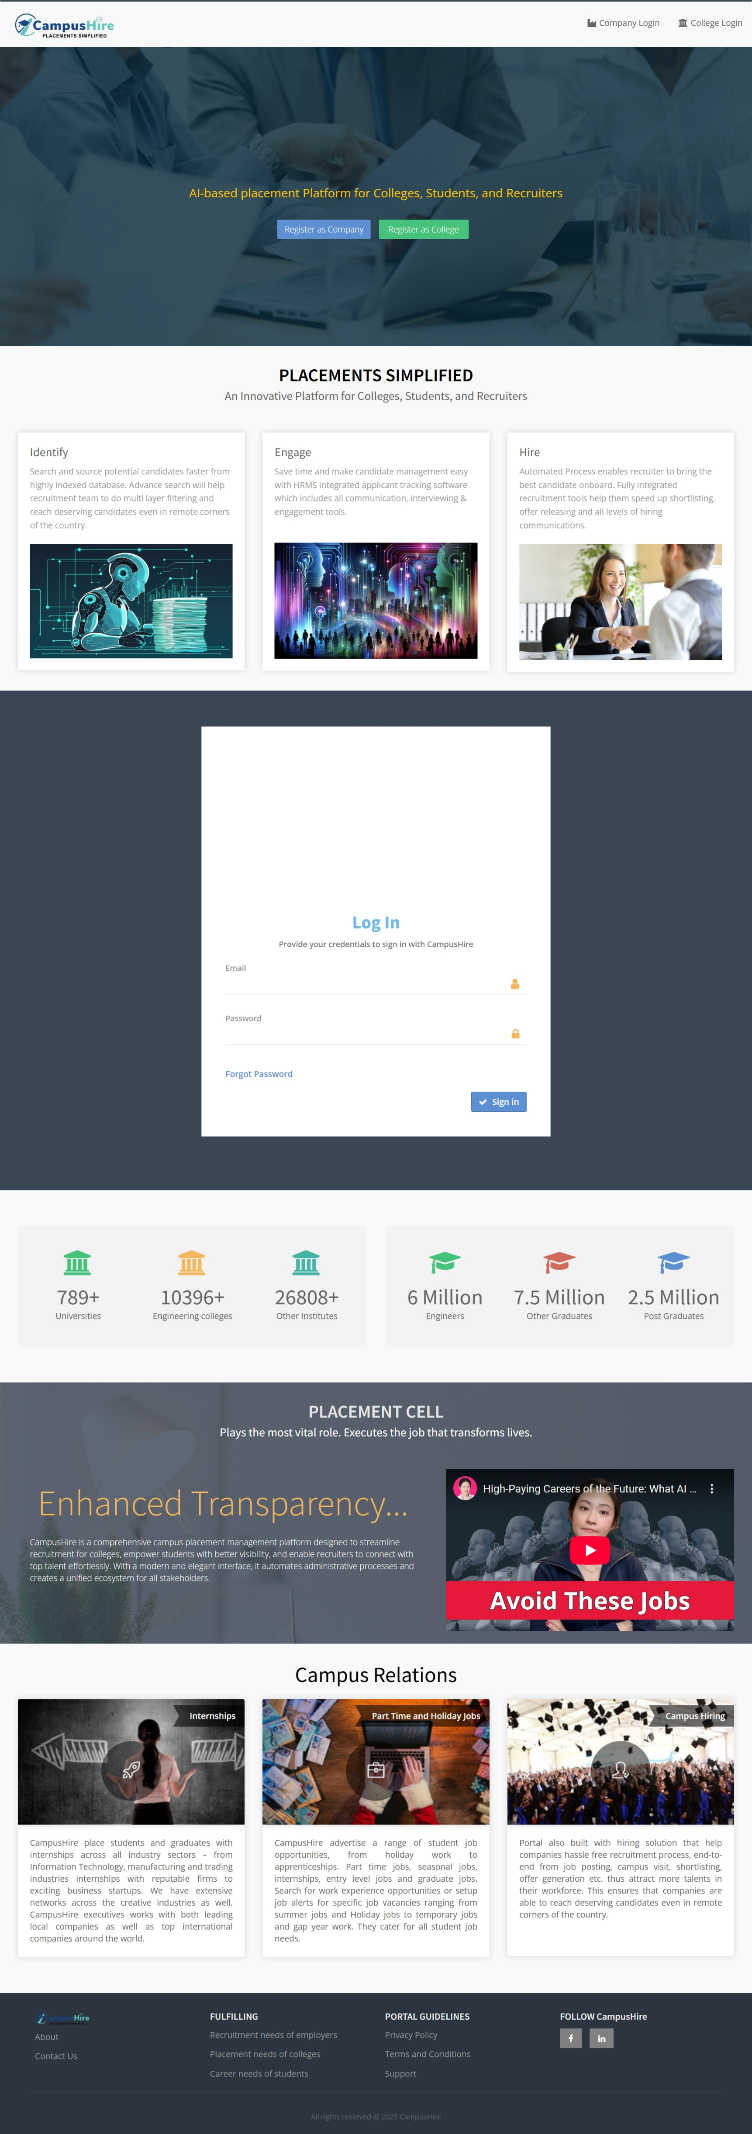 CampusHire
PLACEMENTS SIMPLIFIED
Company Login
College Login
AI-based placement Platform for Colleges, Students, and Recruiters
Register as Company
Register as College
PLACEMENTS SIMPLIFIED
An Innovative Platform for Colleges, Students, and Recruiters
Identify
Search and source potential candidates faster from
highly indexed database. Advance search will help
recruitment team to do multi layer filtering and
reach deserving candidates even in remote corners
of the country.
Engage
Save time and make candidate management easy
with HRMS integrated applicant tracking software
which includes all communication, interviewing &
engagement tools.
Hire
Automated Process enables recruiter to bring the
best candidate onboard. Fully integrated
recruitment tools help them speed up shortlisting,
offer releasing and all levels of hiring
communications.
Log In
Provide your credentials to sign in with CampusHire
Email
Password
Forgot Password
Sign in
789+
Universities
10396+
Engineering colleges
26808+
Other Institutes
6 Million
Engineers
7.5 Million
Other Graduates
2.5 Million
Post Graduates
PLACEMENT CELL
Plays the most vital role. Executes the job that transforms lives.
Enhanced Transparency...
CampusHire is a comprehensive campus placement management platform designed to streamline
recruitment for colleges, empower students with better visibility, and enable recruiters to connect with
top talent effortlessly. With a modern and elegant interface, it automates administrative processes and
creates a unified ecosystem for all stakeholders.
High-Paying Careers of the Future: What AI ...
Avoid These Jobs
Campus Relations
Internships
CampusHire place students and graduates with
internships across all industry sectors – from
Information Technology, manufacturing and trading
industries internships with reputable firms to
exciting business startups. We have extensive
networks across the creative industries as well.
CampusHire executives works with both leading
local companies as well as top international
companies around the world.
Part Time and Holiday Jobs
CampusHire advertise a range of student job
opportunities, from holiday work to
apprenticeships. Part time jobs, seasonal jobs,
internships, entry level jobs and graduate jobs.
Search for work experience opportunities or setup
job alerts for specific job vacancies ranging from
summer jobs and Holiday jobs to temporary jobs
and gap year work. They cater for all student job
needs.
Campus Hiring
Portal also built with hiring solution that help
companies hassle free recruitment process, end-to-
end from job posting, campus visit, shortlisting,
offer generation etc. thus attract more talents in
their workforce. This ensures that companies are
able to reach deserving candidates even in remote
corners of the country.
CampusHire
About
Contact Us
FULFILLING
Recruitment needs of employers
Placement needs of colleges
Career needs of students
PORTAL GUIDELINES
Privacy Policy
Terms and Conditions
Support
FOLLOW CampusHire
All rights reserved @ 2025 CampusHire